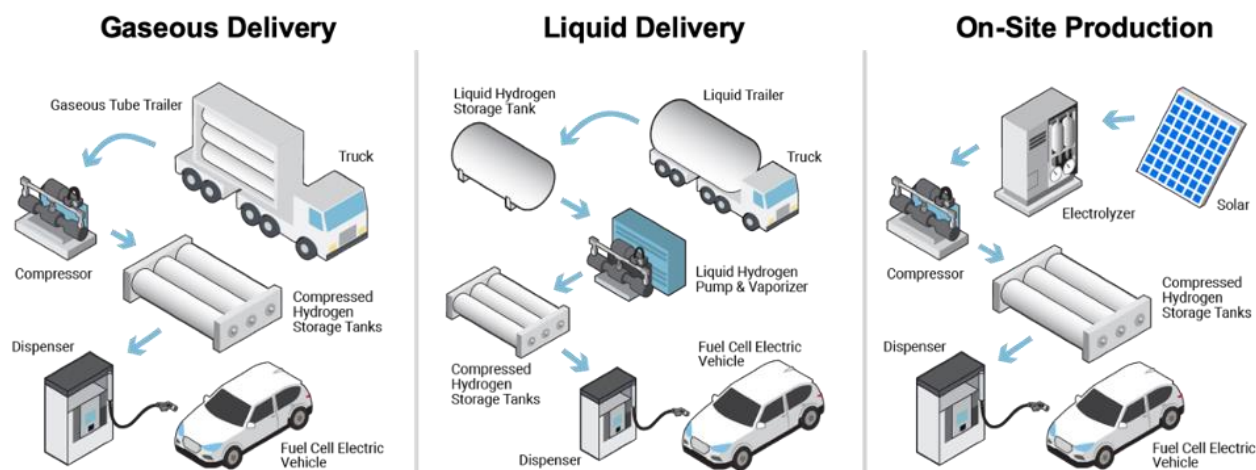 Gaseous Delivery
Gaseous Tube Trailer
Truck
Compressor
Compressed
Hydrogen
Storage Tanks
Dispenser
Fuel Cell Electric
Vehicle
Liquid Delivery
Liquid Hydrogen
Storage Tank
Liquid Trailer
Truck
Liquid Hydrogen
Pump & Vaporizer
Compressed
Hydrogen
Storage Tanks
Fuel Cell Electric
Vehicle
Dispenser
On-Site Production
Electrolyzer
Solar
Compressor
Compressed
Hydrogen
Storage Tanks
Dispenser
Fuel Cell Electric
Vehicle